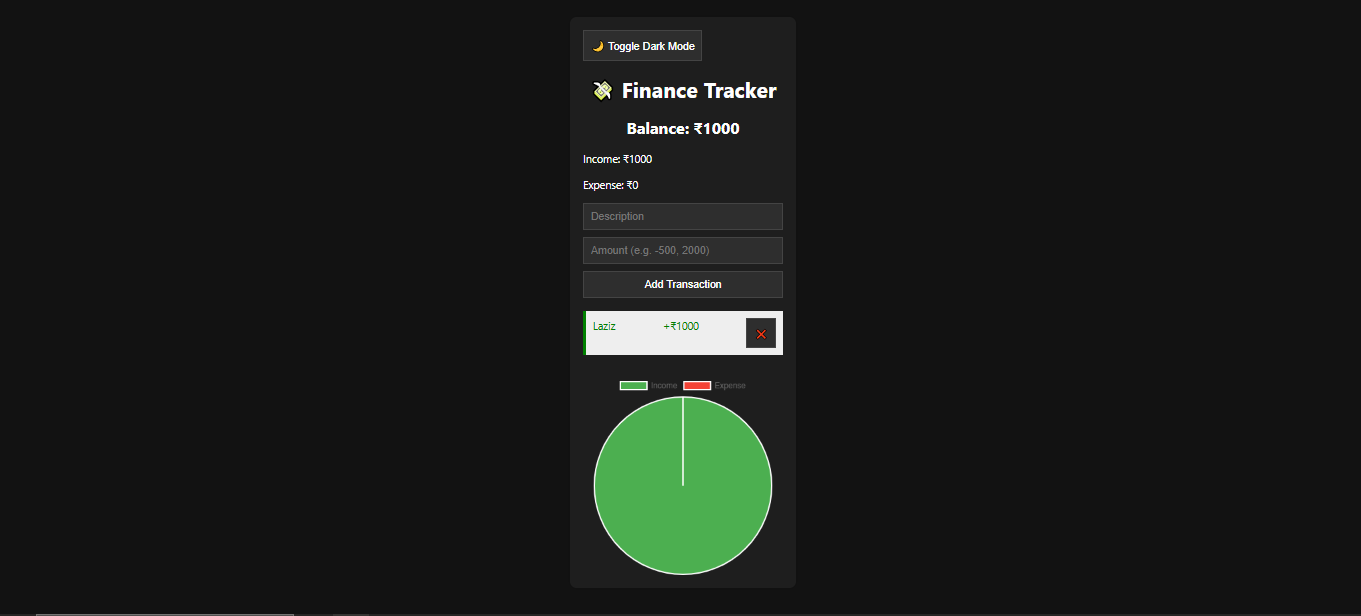 🌙 Toggle Dark Mode
💸 Finance Tracker
Balance: ₹1000
Income: ₹1000
Expense: ₹0
Description
Amount (e.g. -500, 2000)
Add Transaction
Laziz +₹1000 ❌
Income Expense